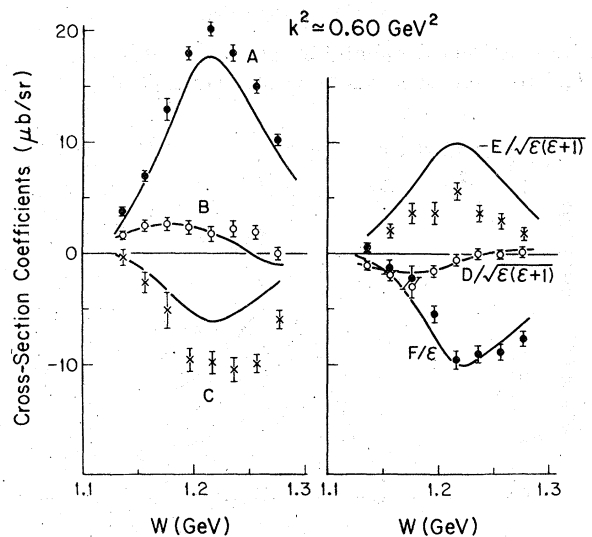 k² ≃ 0.60 GeV²
Cross-Section Coefficients (μb/sr)
20
10
0
-10
A
B
C
1.1
1.2
1.3
W (GeV)
-E/√ε(ε+1)
D/√ε(ε+1)
F/ε
1.1
1.2
1.3
W (GeV)